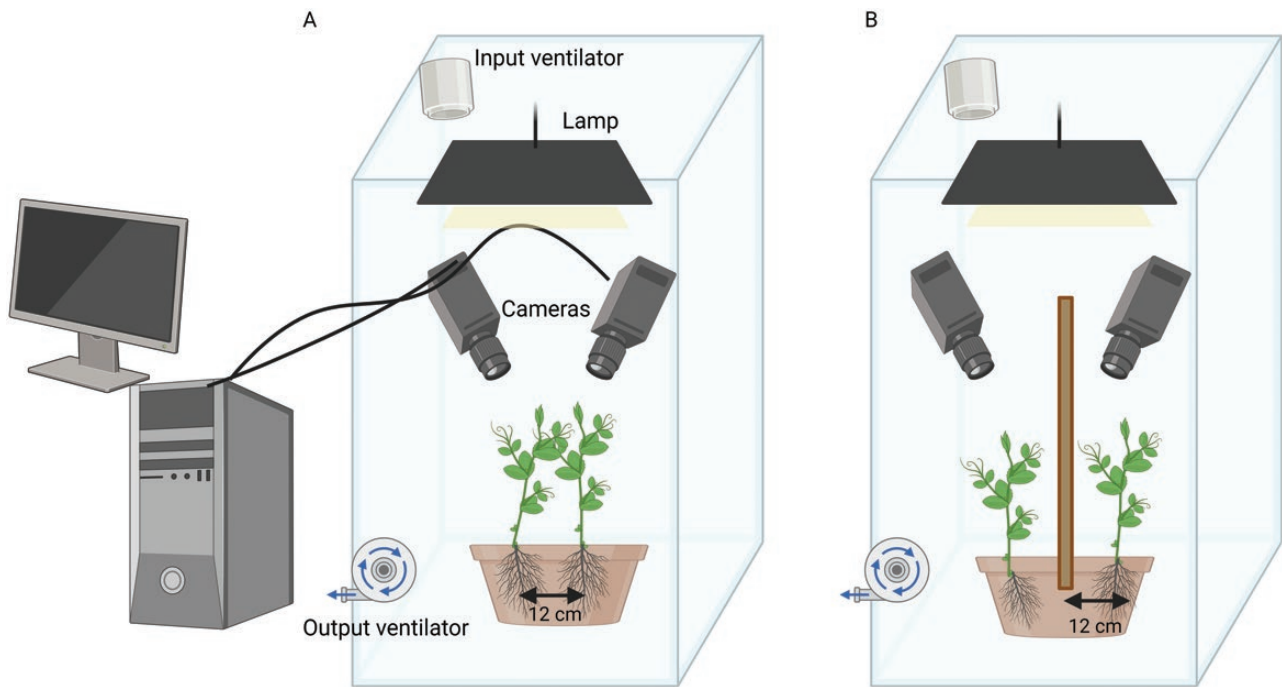 A
B
Input ventilator
Lamp
Cameras
12 cm
12 cm
Output ventilator